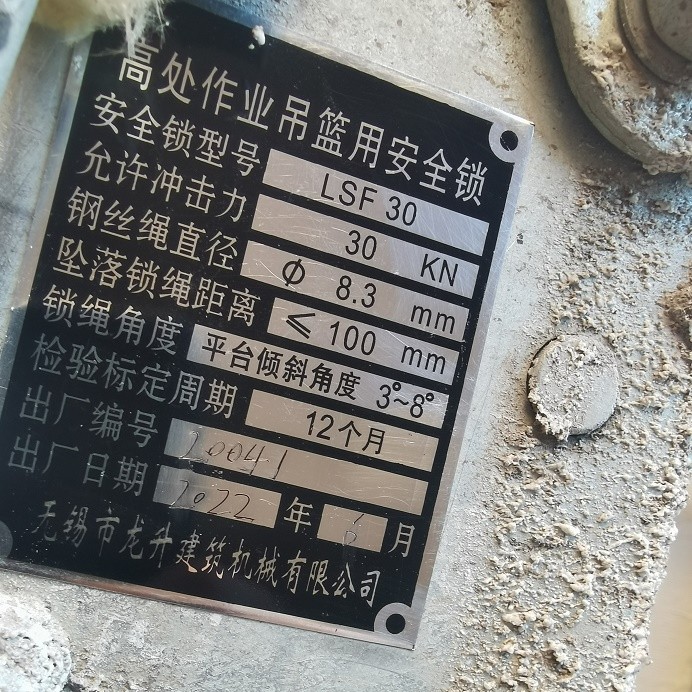 高处作业吊篮用安全锁
安全锁型号 LSF 30
允许冲击力 30 KN
钢丝绳直径 ϕ 8.3 mm
坠落锁绳距离 ≤100 mm
锁绳角度 平台倾斜角度 3°~8°
检验标定周期 12个月
出厂编号 20041
出厂日期 2022 年 6 月
无锡市龙升建筑机械有限公司